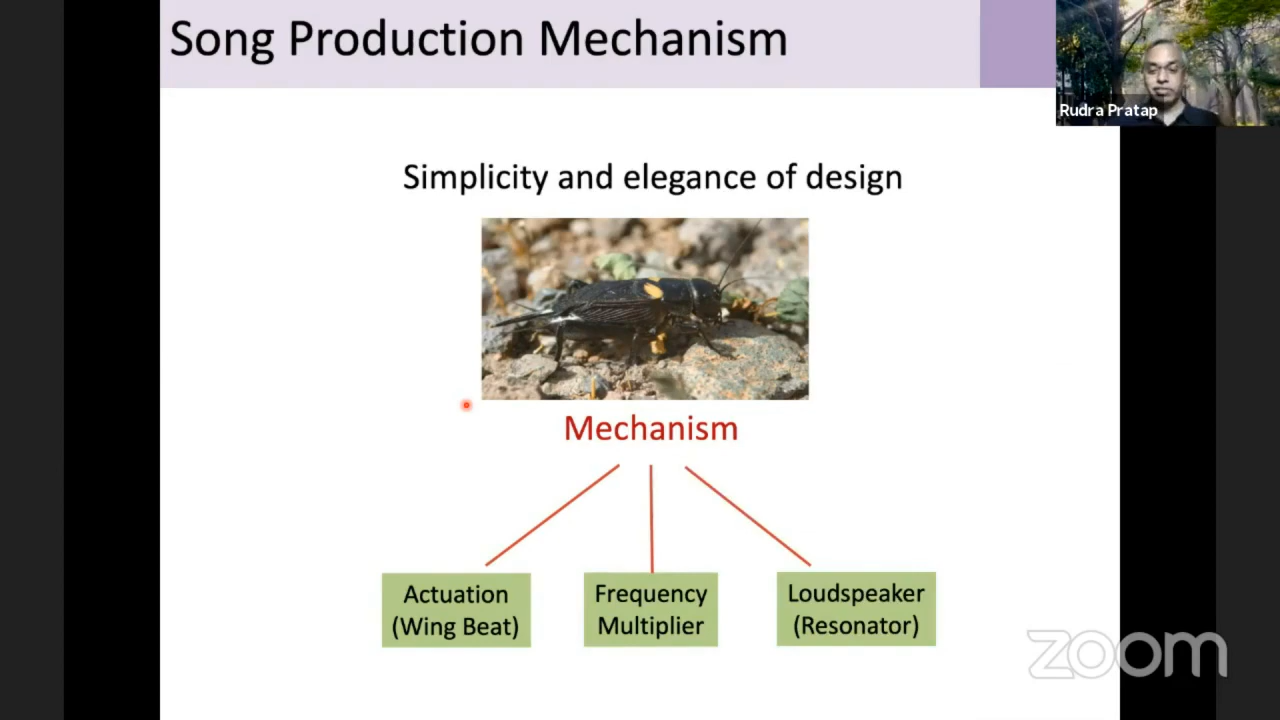 Song Production Mechanism
Rudra Pratap
Simplicity and elegance of design
Mechanism
Actuation
(Wing Beat)
Frequency
Multiplier
Loudspeaker
(Resonator)
zoom